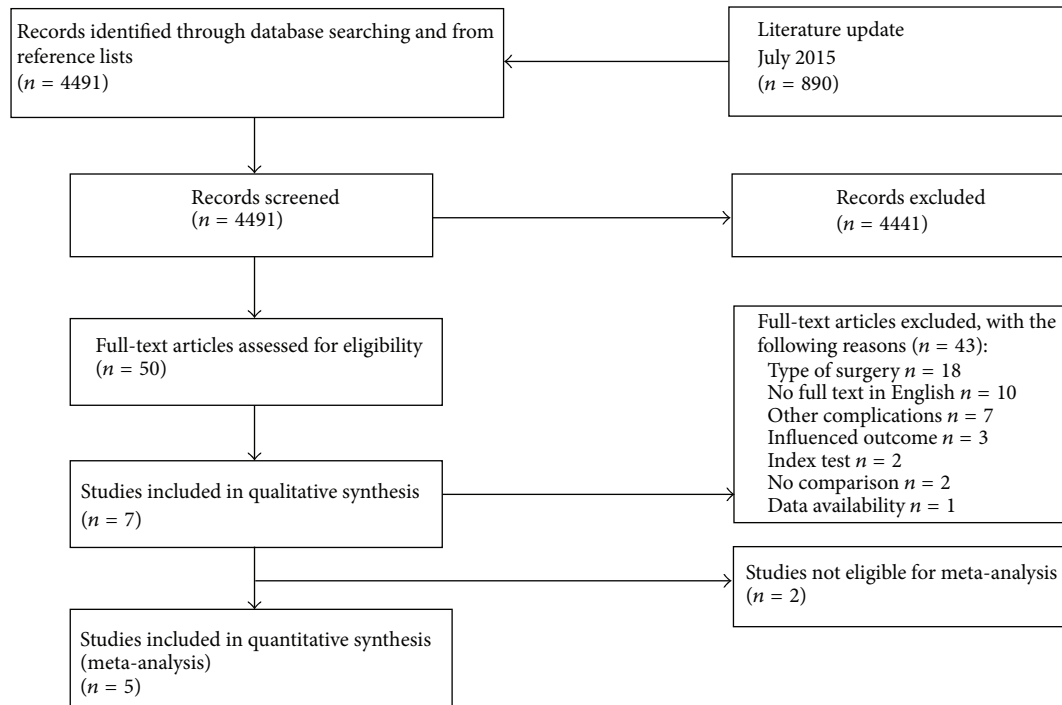 Records identified through database searching and from
reference lists
(n = 4491)
Literature update
July 2015
(n = 890)
Records screened
(n = 4491)
Records excluded
(n = 4441)
Full-text articles assessed for eligibility
(n = 50)
Full-text articles excluded, with the
following reasons (n = 43):
Type of surgery n = 18
No full text in English n = 10
Other complications n = 7
Influenced outcome n = 3
Index test n = 2
No comparison n = 2
Data availability n = 1
Studies included in qualitative synthesis
(n = 7)
Studies not eligible for meta-analysis
(n = 2)
Studies included in quantitative synthesis
(meta-analysis)
(n = 5)